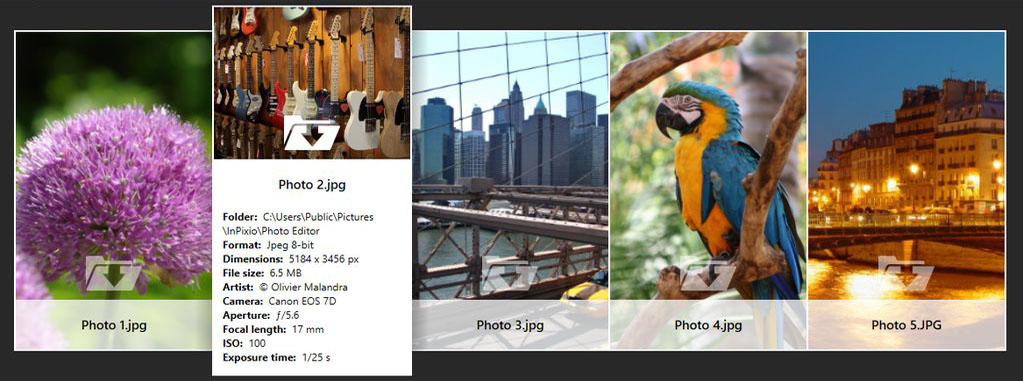 Photo 1.jpg
Photo 2.jpg
Folder: C:\Users\Public\Pictures
\InPixio\Photo Editor
Format: Jpeg 8-bit
Dimensions: 5184 x 3456 px
File size: 6.5 MB
Artist: © Olivier Malandra
Camera: Canon EOS 7D
Aperture: ƒ/5.6
Focal length: 17 mm
ISO: 100
Exposure time: 1/25 s
Photo 3.jpg
Photo 4.jpg
Photo 5.JPG